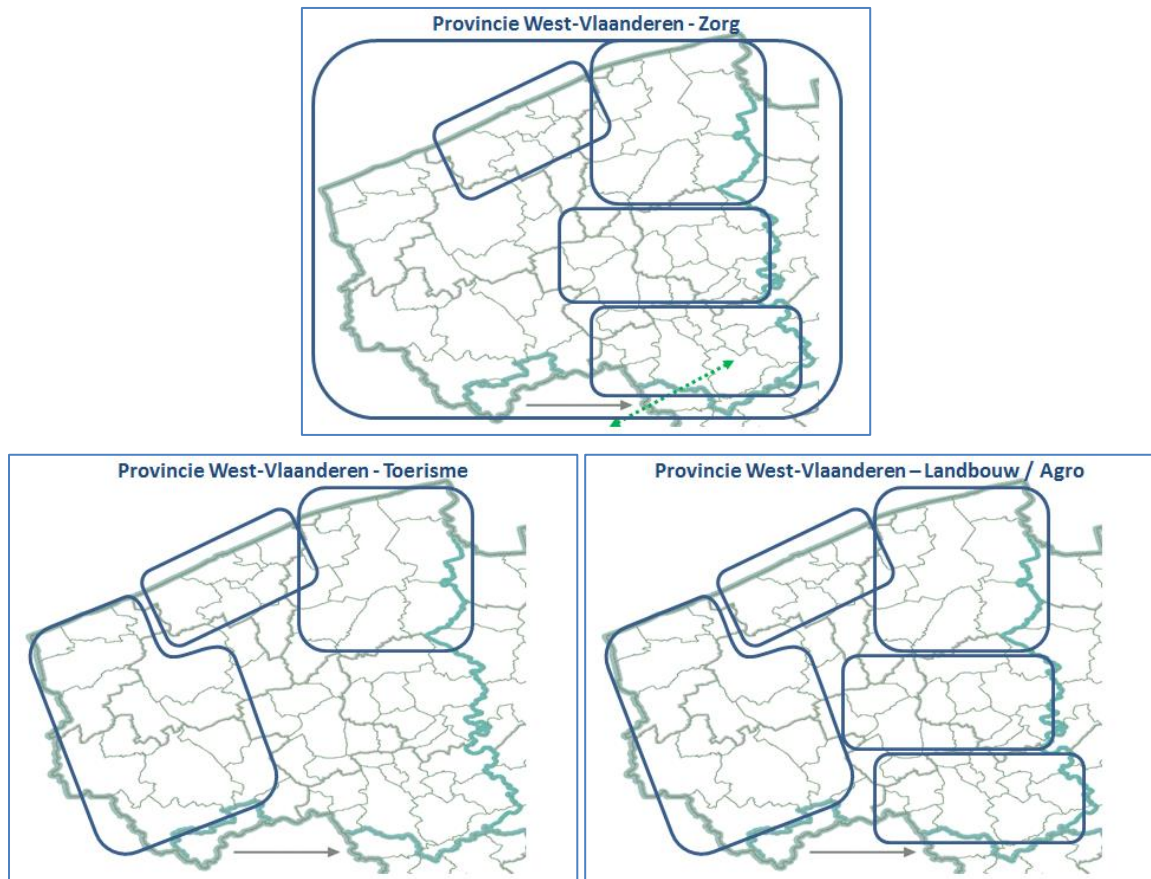 Provincie West-Vlaanderen - Zorg
Provincie West-Vlaanderen - Toerisme
Provincie West-Vlaanderen – Landbouw / Agro